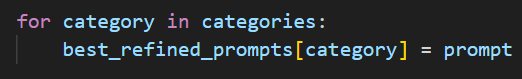 for category in categories:
    best_refined_prompts[category] = prompt